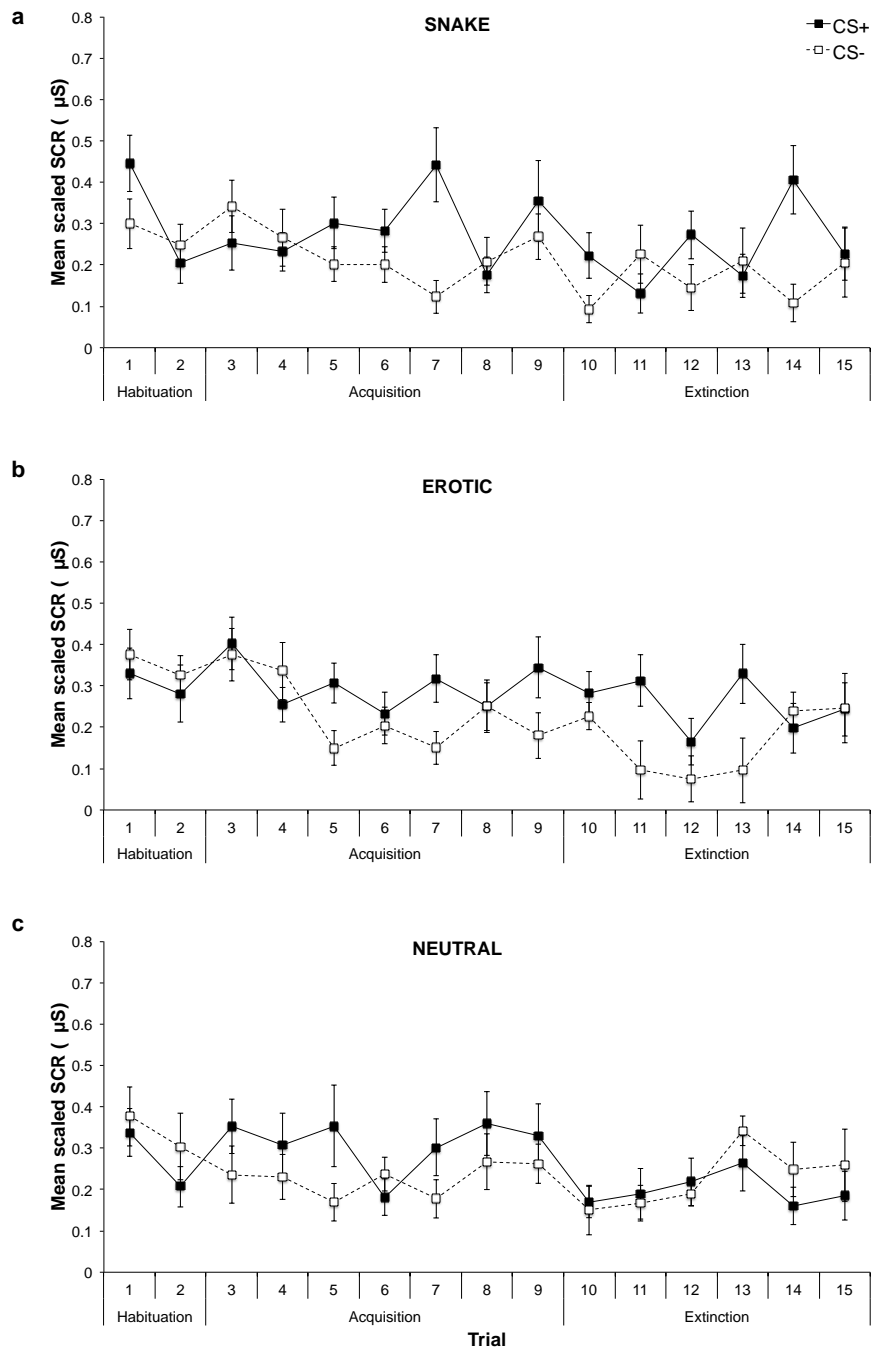 a
SNAKE
CS+
CS-
Mean scaled SCR ( µS)
0.8
0.7
0.6
0.5
0.4
0.3
0.2
0.1
0
1 2 3 4 5 6 7 8 9 10 11 12 13 14 15
Habituation Acquisition Extinction
b
EROTIC
Mean scaled SCR ( µS)
0.8
0.7
0.6
0.5
0.4
0.3
0.2
0.1
0
1 2 3 4 5 6 7 8 9 10 11 12 13 14 15
Habituation Acquisition Extinction
c
NEUTRAL
Mean scaled SCR ( µS)
0.8
0.7
0.6
0.5
0.4
0.3
0.2
0.1
0
1 2 3 4 5 6 7 8 9 10 11 12 13 14 15
Habituation Acquisition Extinction
Trial